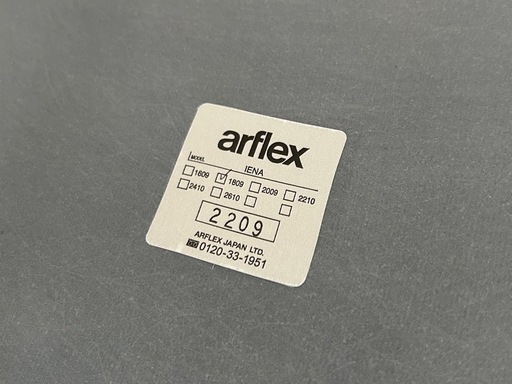 arflex
MODEL IENA
1609 1809 2009 2210
2410 2610
2209
ARFLEX JAPAN LTD.
0120-33-1951